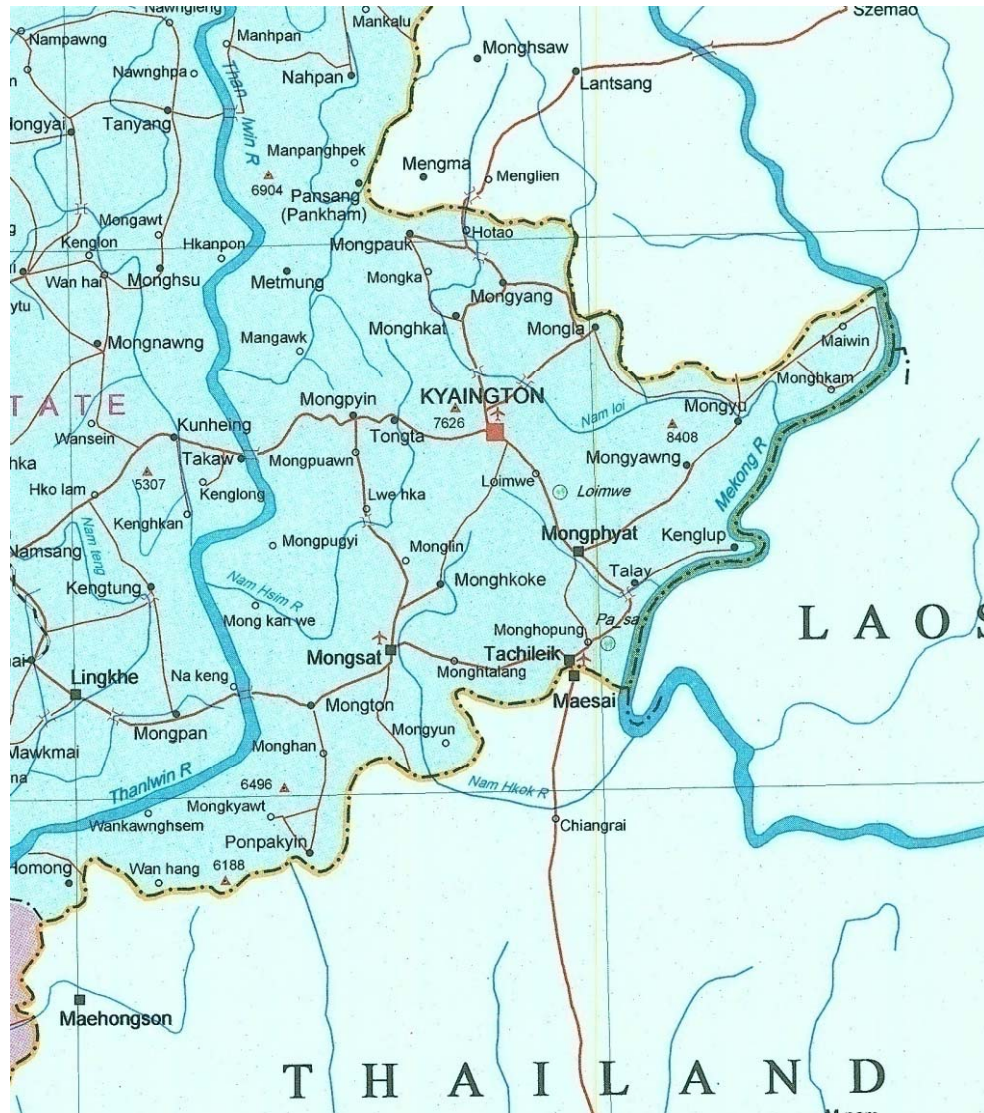 Nawngleng
Mankalu
Szemao
Nampawng
Manhpan
Monghsaw
Nawnghpa
Nahpan
Lantsang
Than
lwin R
Tanyang
Manpanghpek
Mengma
Menglien
6904
Pansang
(Pankham)
Mongawt
Kenglon
Hkanpon
Mongpauk
Hotao
Wan hai
Monghsu
Metmung
Mongka
Mongyang
Monghkat
Mongla
Mongnawng
Mangawk
Maiwin
Monghkam
TATE
KYAINGTON
7626
Nam loi
Mongyu
Wansein
Kunheing
Mongpyin
Tongta
8408
Takaw
Mongpuawn
Mongyawng
Mekong R
Hko lam
5307
Kenglong
Lwe hka
Loimwe
Loimwe
Kenghkan
Namsang
Nam teng
Mongpugyi
Monglin
Mongphyat
Kenglup
Kengtung
Nam Hsim R
Monghkoke
Talay
Mong kan we
Pa_sa
LAOS
Mongsat
Monghopung
Tachileik
Lingkhe
Na keng
Monghtalang
Maesai
Mongpan
Mongton
Mongyun
Mawkmai
Monghan
Thanlwin R
6496
Nam Hkok R
Mongkyawt
Wankawnghsem
Chiangrai
Ponpakyin
Homong
Wan hang
6188
Maehongson
THAILAND